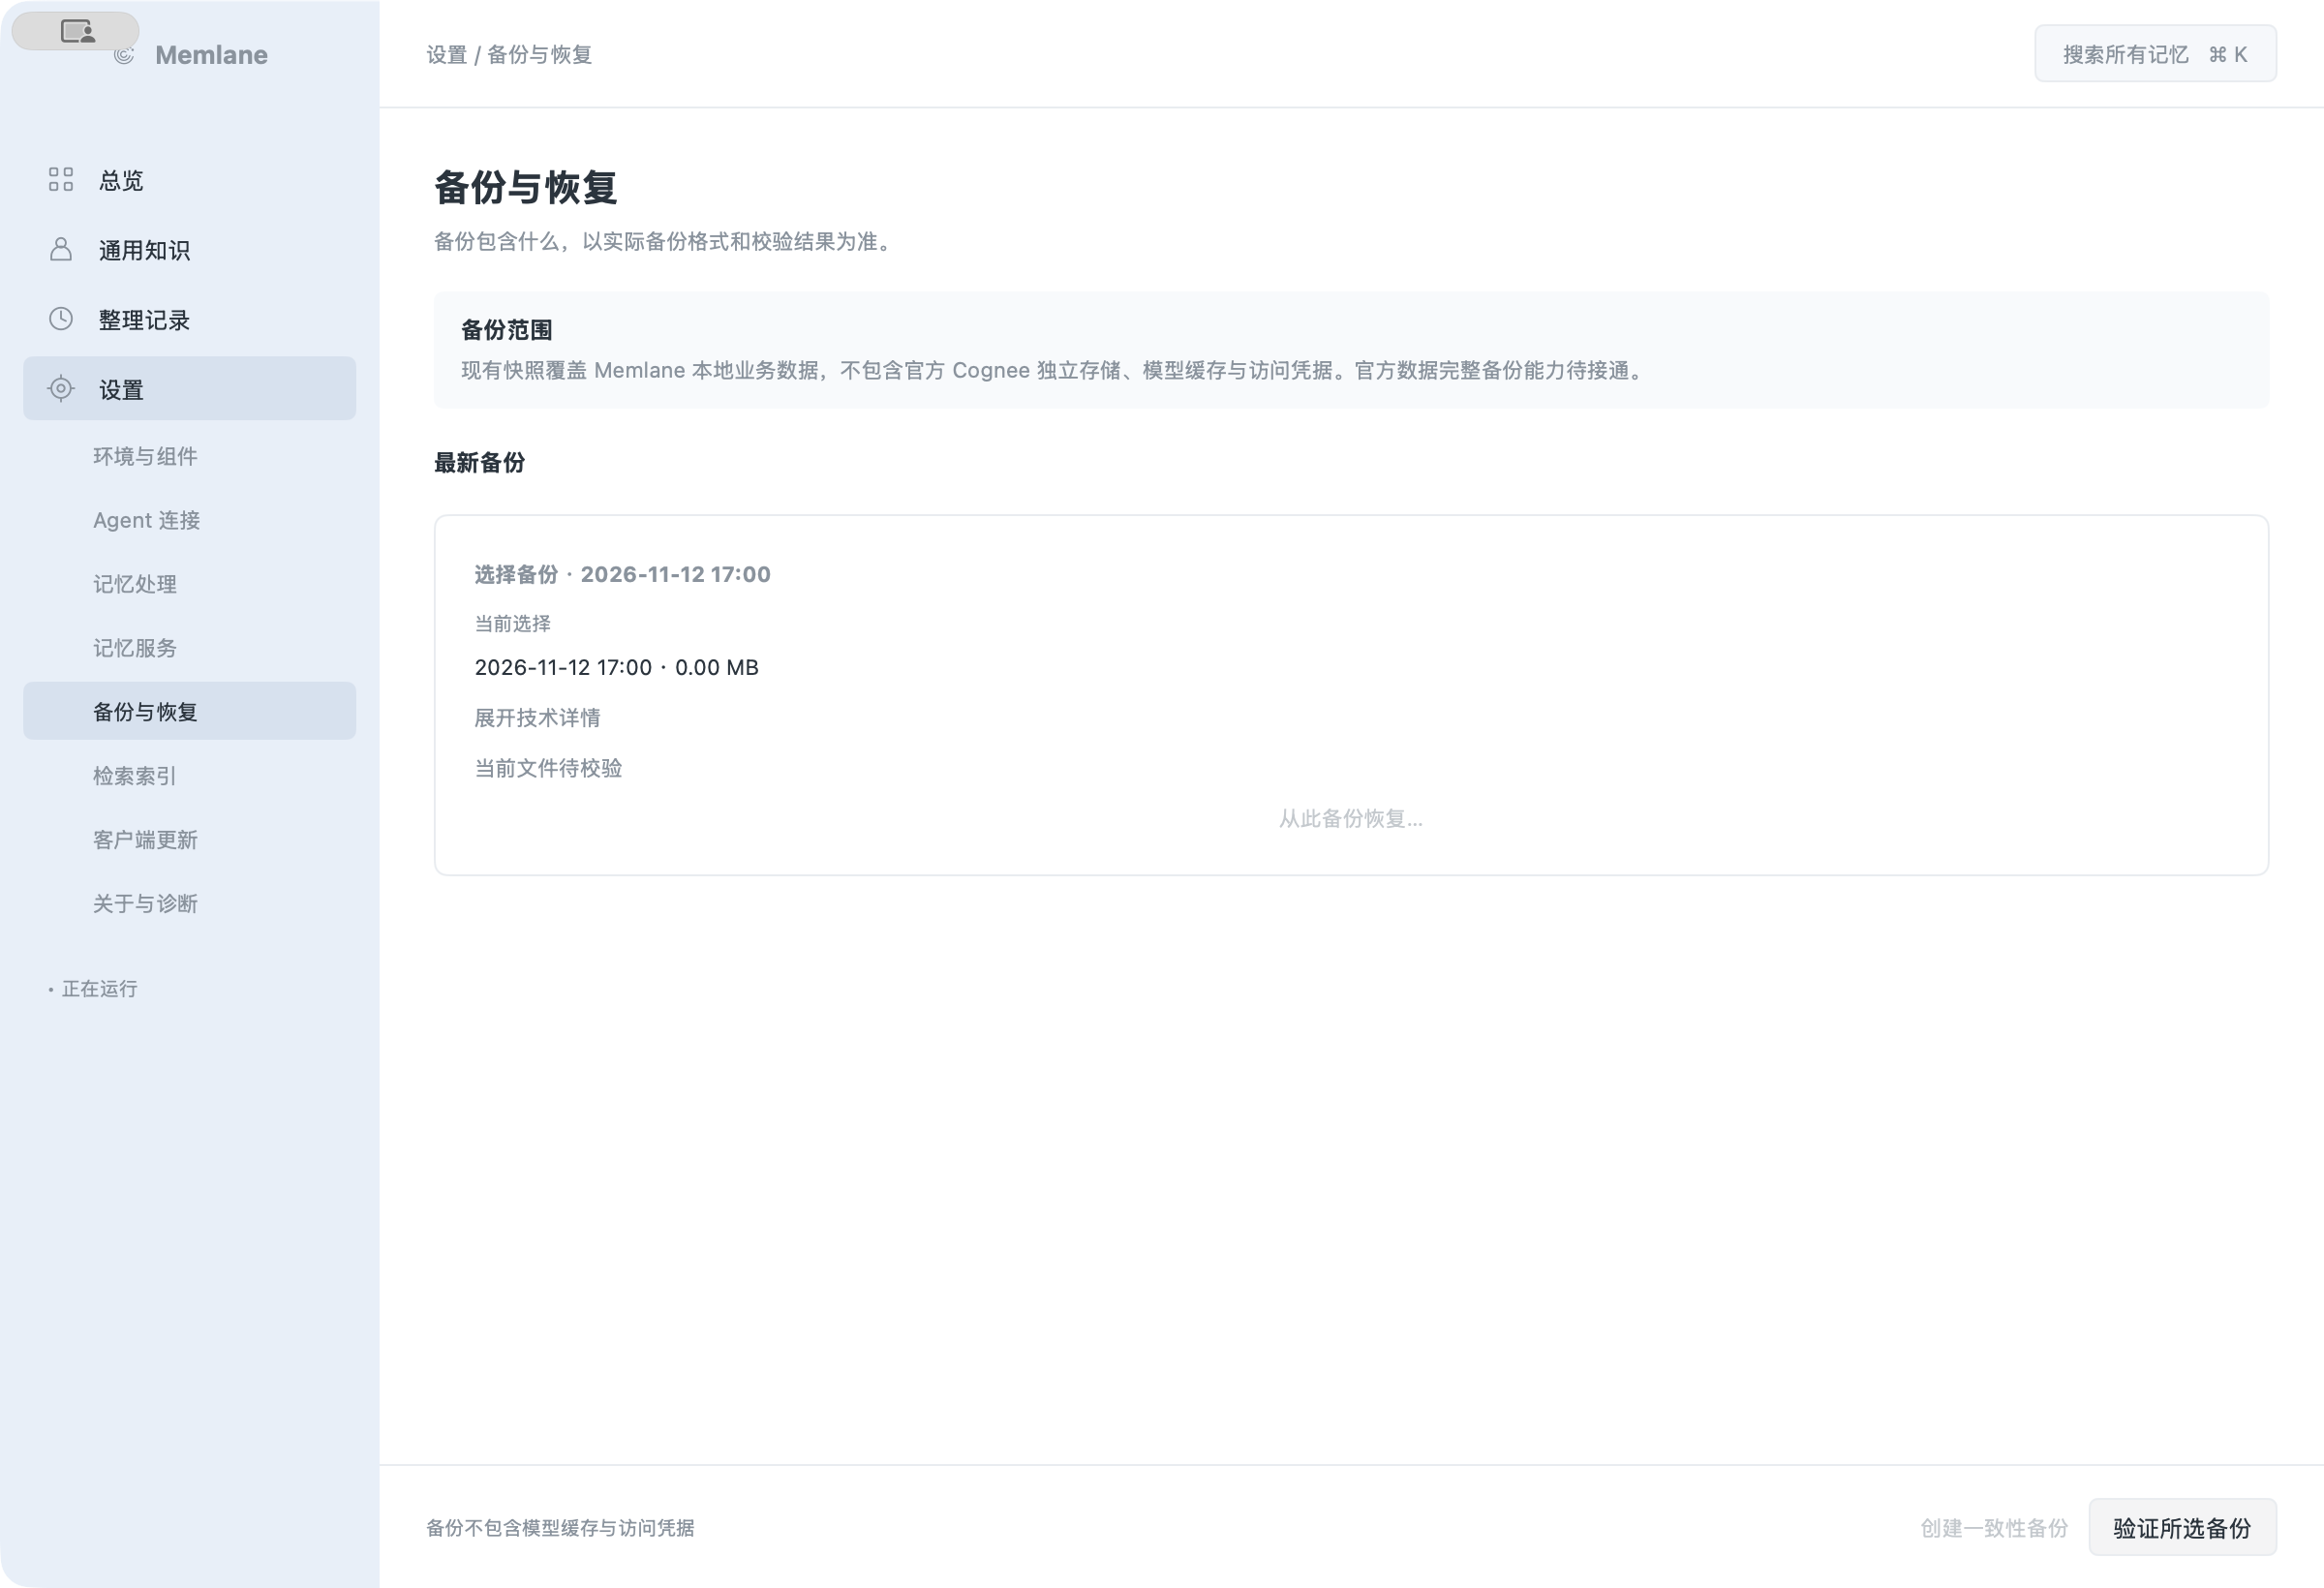 Memlane
设置 / 备份与恢复
搜索所有记忆 ⌘ K
总览
通用知识
整理记录
设置
环境与组件
Agent 连接
记忆处理
记忆服务
备份与恢复
检索索引
客户端更新
关于与诊断
• 正在运行
备份与恢复
备份包含什么，以实际备份格式和校验结果为准。
备份范围
现有快照覆盖 Memlane 本地业务数据，不包含官方 Cognee 独立存储、模型缓存与访问凭据。官方数据完整备份能力待接通。
最新备份
选择备份 · 2026-11-12 17:00
当前选择
2026-11-12 17:00 · 0.00 MB
展开技术详情
当前文件待校验
从此备份恢复...
备份不包含模型缓存与访问凭据
创建一致性备份
验证所选备份